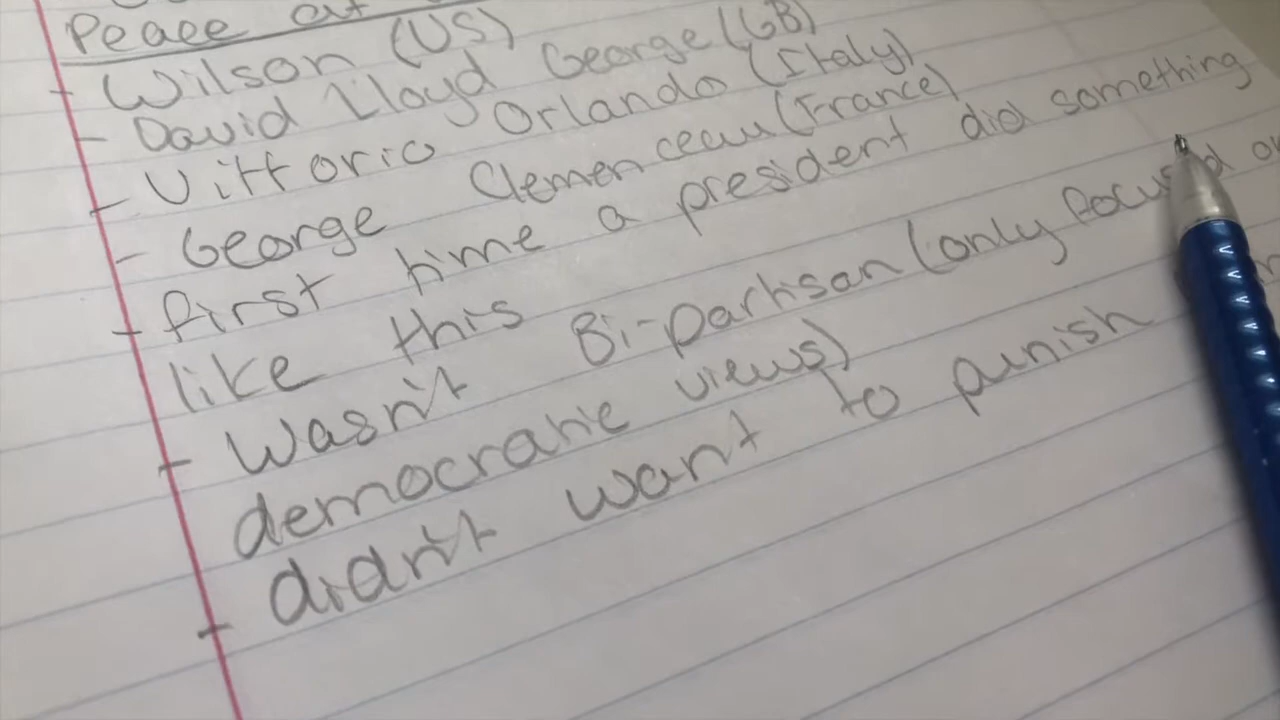 Peace at
- Wilson (US)
- David Lloyd George (GB)
- Vittorio Orlando (Italy)
- George Clemenceau (France)
- first time a president did something
like this
- Wasn't Bi-partisan (only focused on
democratic views)
- didn't want to punish